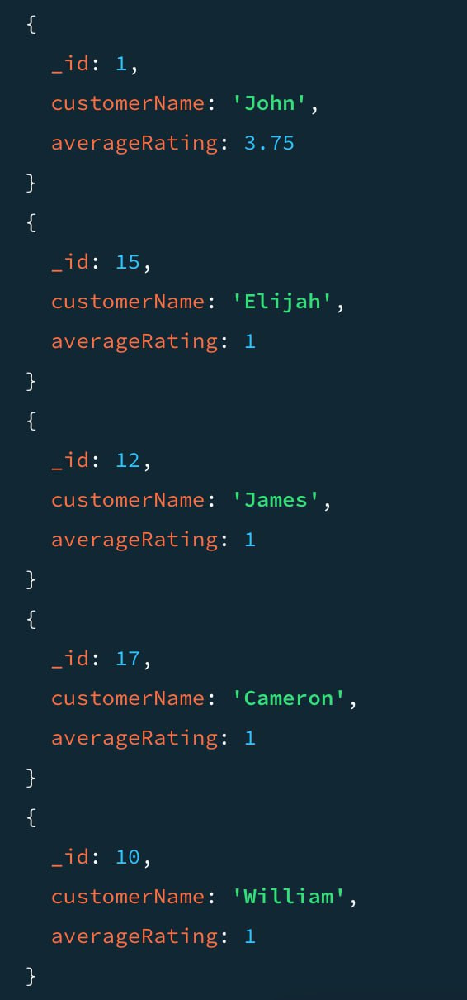 {
  _id: 1,
  customerName: 'John',
  averageRating: 3.75
}
{
  _id: 15,
  customerName: 'Elijah',
  averageRating: 1
}
{
  _id: 12,
  customerName: 'James',
  averageRating: 1
}
{
  _id: 17,
  customerName: 'Cameron',
  averageRating: 1
}
{
  _id: 10,
  customerName: 'William',
  averageRating: 1
}